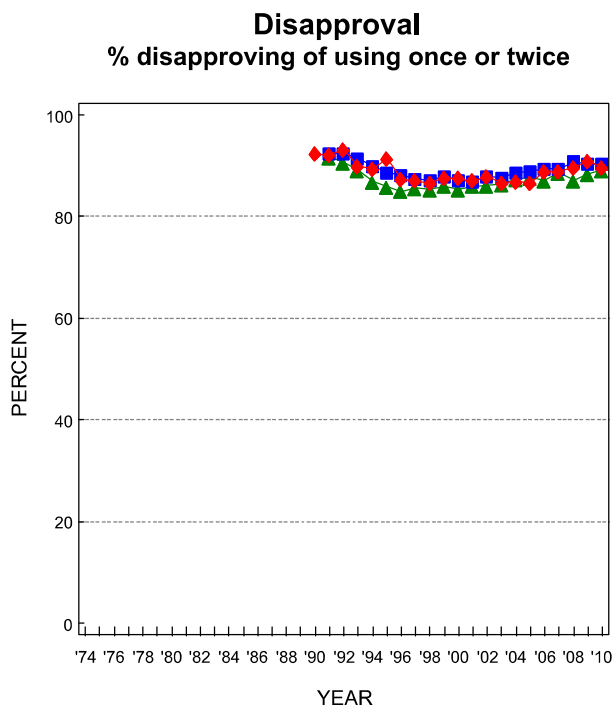 Disapproval
% disapproving of using once or twice
100
80
60
40
20
0
PERCENT
'74 '76 '78 '80 '82 '84 '86 '88 '90 '92 '94 '96 '98 '00 '02 '04 '06 '08 '10
YEAR